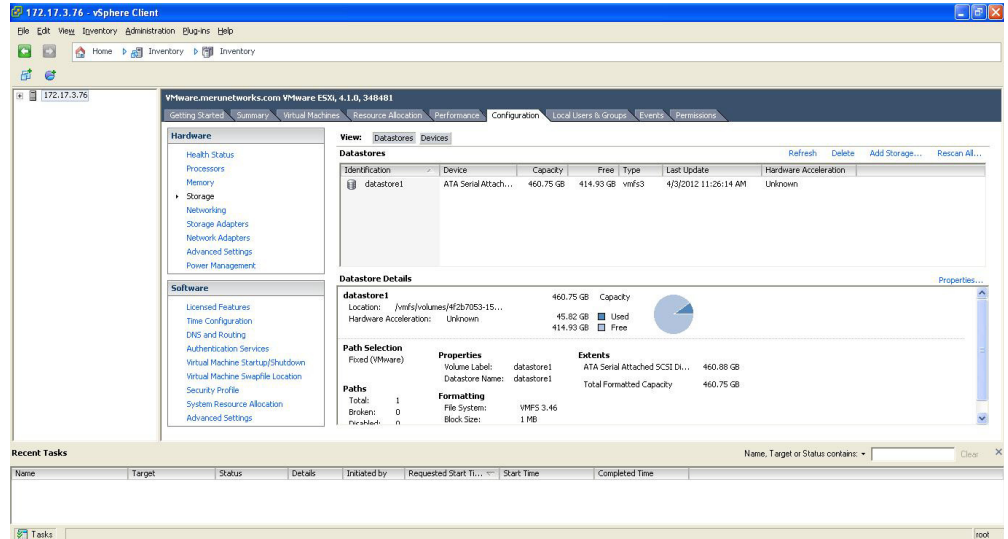 172.17.3.76 - vSphere Client
File Edit View Inventory Administration Plug-ins Help
Home Inventory Inventory
172.17.3.76
VMware.merunetworks.com VMware ESXi, 4.1.0, 348481
Getting Started Summary Virtual Machines Resource Allocation Performance Configuration Local Users & Groups Events Permissions
Hardware
Health Status
Processors
Memory
Storage
Networking
Storage Adapters
Network Adapters
Advanced Settings
Power Management
Software
Licensed Features
Time Configuration
DNS and Routing
Authentication Services
Virtual Machine Startup/Shutdown
Virtual Machine Swapfile Location
Security Profile
System Resource Allocation
Advanced Settings
View: Datastores Devices
Datastores
Refresh Delete Add Storage... Rescan All...
Identification Device Capacity Free Type Last Update Hardware Acceleration
datastore1 ATA Serial Attach... 460.75 GB 414.93 GB vmfs3 4/3/2012 11:26:14 AM Unknown
Datastore Details
Properties...
datastore1
Location: /vmfs/volumes/4f2b7053-15...
Hardware Acceleration: Unknown
460.75 GB Capacity
45.82 GB Used
414.93 GB Free
Path Selection
Fixed (VMware)
Paths
Total: 1
Broken: 0
Disabled: 0
Properties
Volume Label: datastore1
Datastore Name: datastore1
Formatting
File System: VMFS 3.46
Block Size: 1 MB
Extents
ATA Serial Attached SCSI Di... 460.88 GB
Total Formatted Capacity 460.75 GB
Recent Tasks
Name, Target or Status contains: Clear
Name Target Status Details Initiated by Requested Start Ti... Start Time Completed Time
Tasks
root